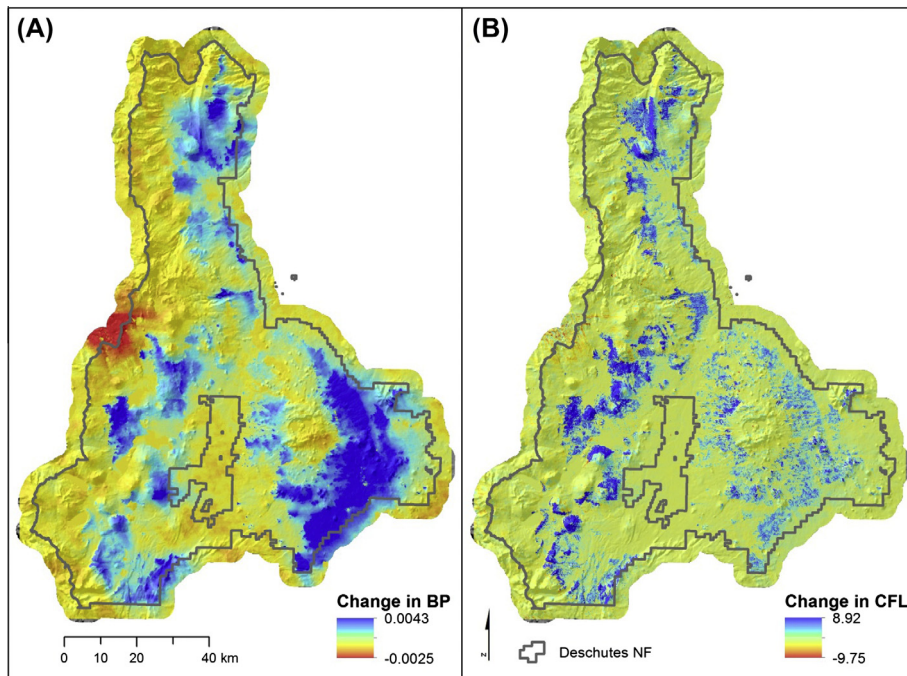 (A)
Change in BP
0.0043
-0.0025
0 10 20 40 km
(B)
Change in CFL
8.92
-9.75
z
Deschutes NF